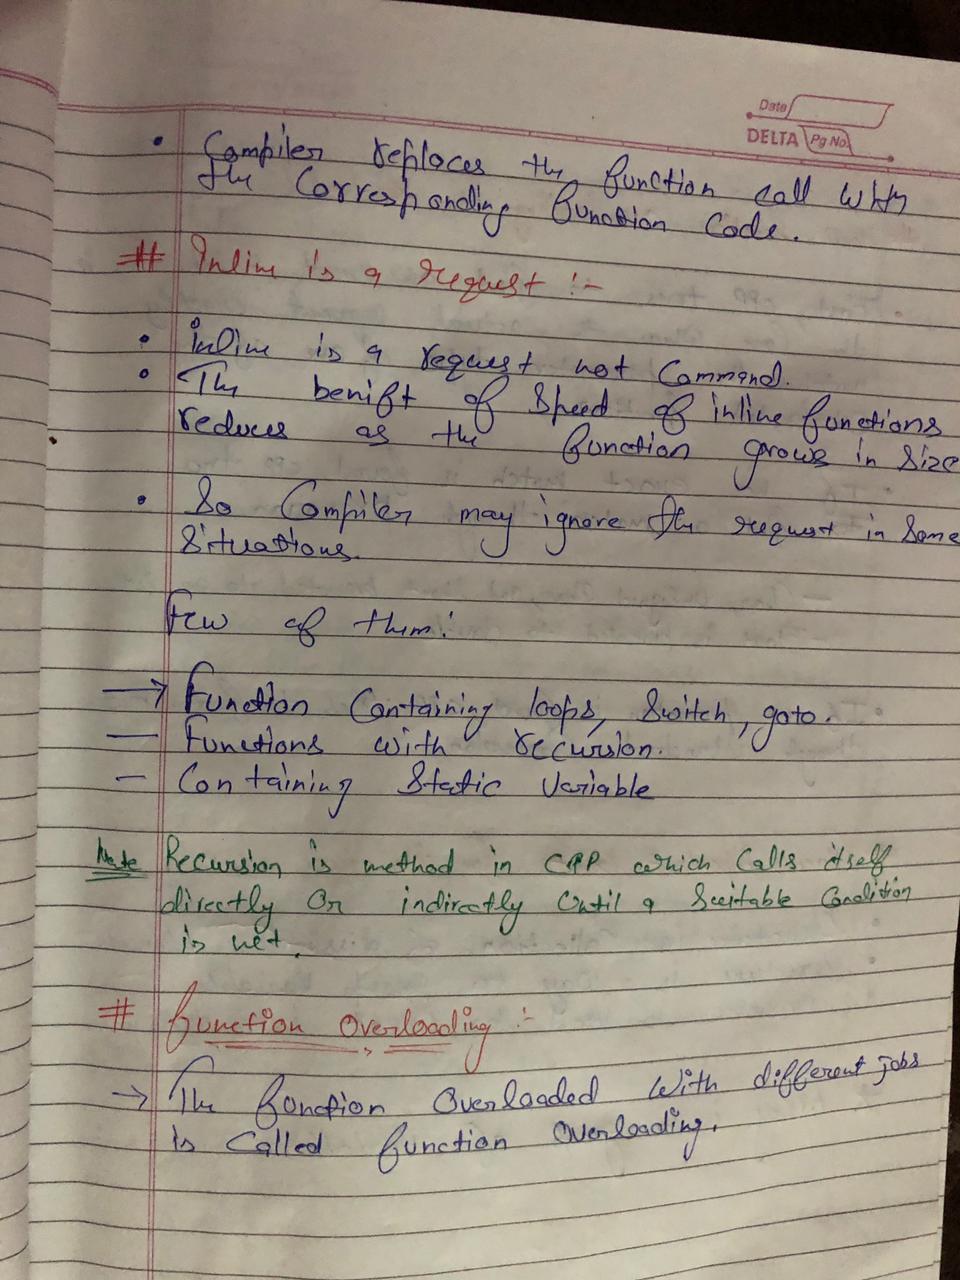 Date
DELTA Pg No.
• Compiler replaces the function call with
the Corresponding function Code.
# Inline is a request :-
• inline is a request not Command.
• The benift of Speed of inline functions
reduces as the function grows in Size
• So Compiler may ignore the request in Some
Situations.
Few of them:
→ Function Containing loops, Switch, goto.
— Functions with recursion.
— Containing Static Variable
Note Recursion is method in CPP which Calls itself
directly Or indirectly Until a Suitable Condition
is met.
# function Overloading :-
→ The function Overloaded with different jobs
is Called function Overloading.